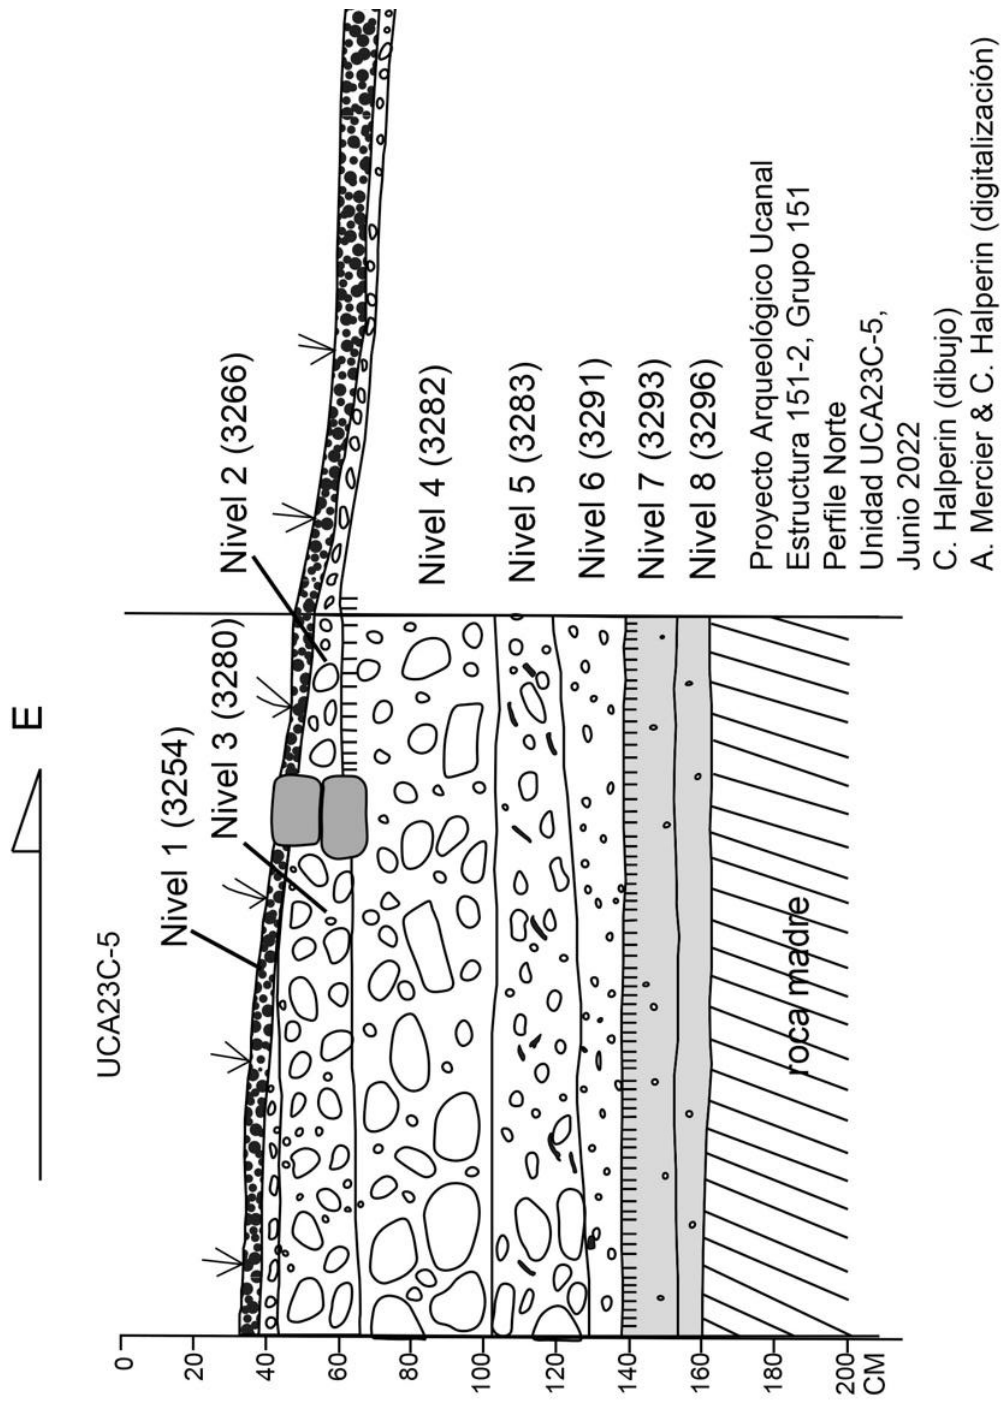 E
UCA23C-5
Nivel 1 (3254)
Nivel 3 (3280)
Nivel 2 (3266)
Nivel 4 (3282)
Nivel 5 (3283)
Nivel 6 (3291)
Nivel 7 (3293)
Nivel 8 (3296)
roca madre
0
20
40
60
80
100
120
140
160
180
200
CM
Proyecto Arqueológico Ucanal
Estructura 151-2, Grupo 151
Perfile Norte
Unidad UCA23C-5,
Junio 2022
C. Halperin (dibujo)
A. Mercier & C. Halperin (digitalización)